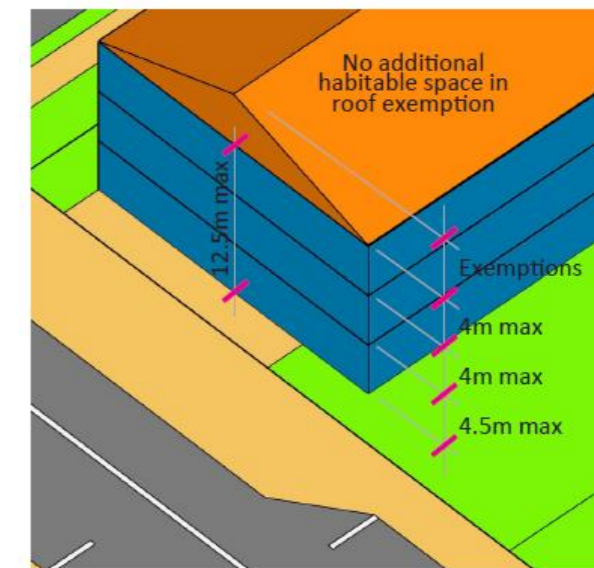 No additional
habitable space in
roof exemption
12.5m max
Exemptions
4m max
4m max
4.5m max